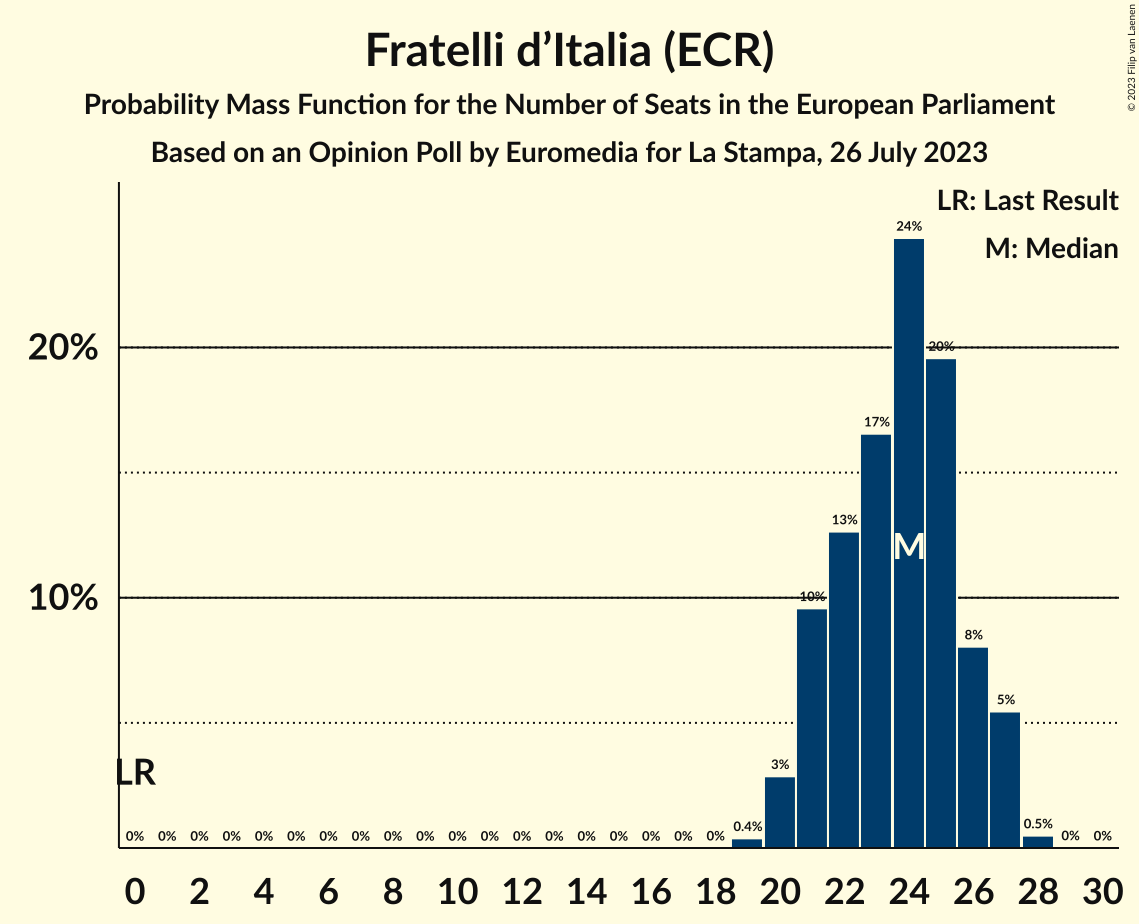 Fratelli d’Italia (ECR)
Probability Mass Function for the Number of Seats in the European Parliament
Based on an Opinion Poll by Euromedia for La Stampa, 26 July 2023
© 2023 Filip van Laenen
LR: Last Result
M: Median
24%
20%
20%
17%
13%
M
10%
10%
8%
5%
LR
3%
0% 0% 0% 0% 0% 0% 0% 0% 0% 0% 0% 0% 0% 0% 0% 0% 0% 0% 0% 0.4% 0.5% 0% 0%
0 2 4 6 8 10 12 14 16 18 20 22 24 26 28 30